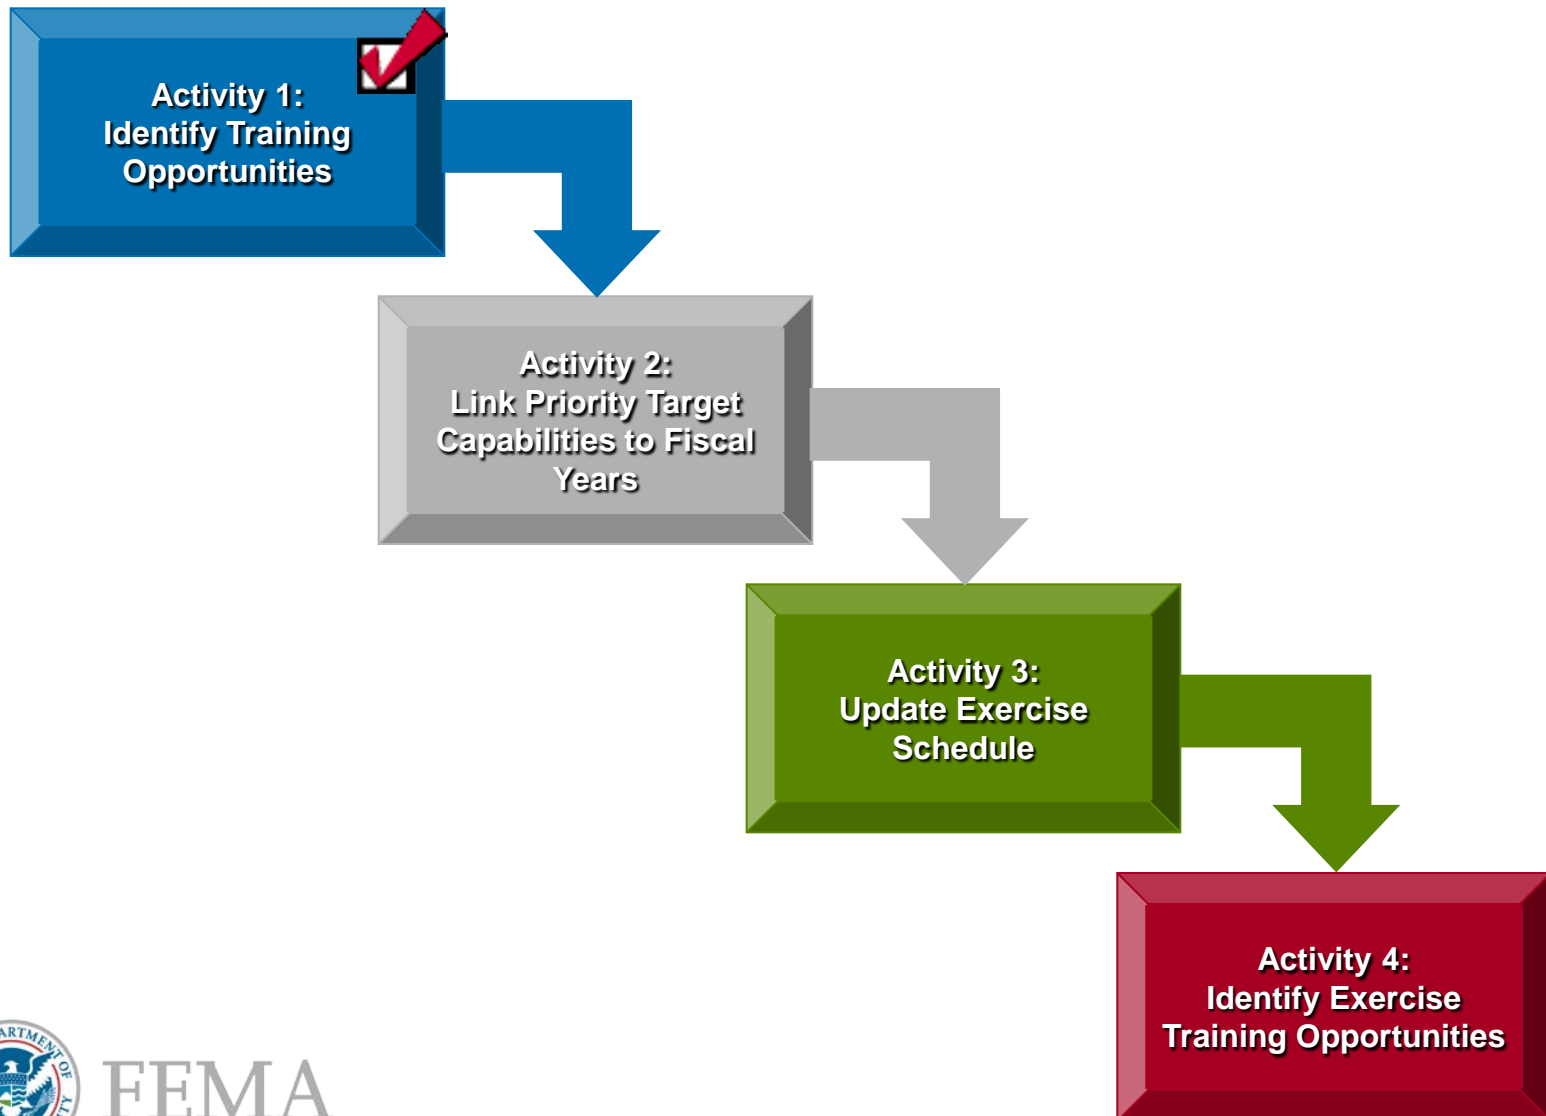 Activity 1:
Identify Training
Opportunities
Activity 2:
Link Priority Target
Capabilities to Fiscal
Years
Activity 3:
Update Exercise
Schedule
Activity 4:
Identify Exercise
Training Opportunities
FEMA